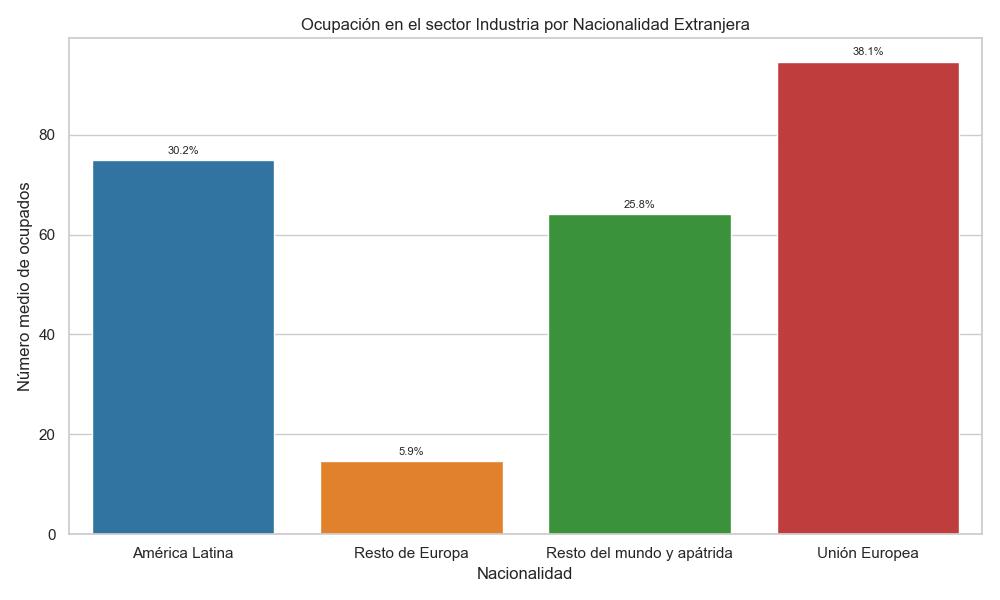 Ocupación en el sector Industria por Nacionalidad Extranjera
38.1%
30.2%
25.8%
5.9%
Número medio de ocupados
80
60
40
20
0
América Latina
Resto de Europa
Resto del mundo y apátrida
Unión Europea
Nacionalidad